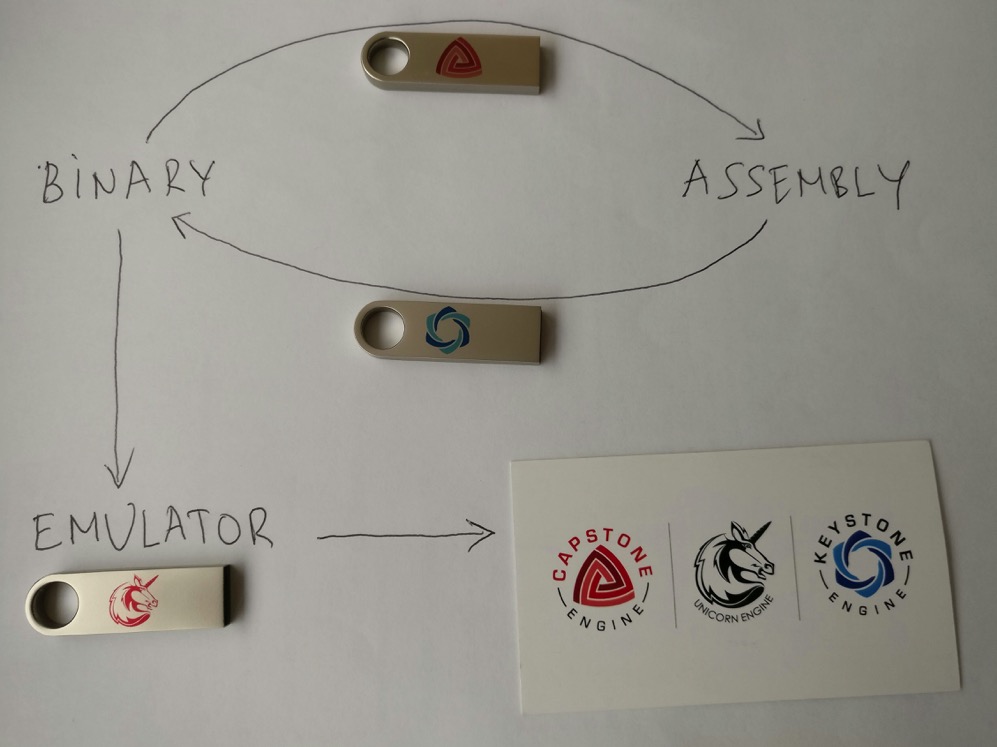 BINARY
ASSEMBLY
EMULATOR
CAPSTONE
ENGINE
UNICORN ENGINE
KEYSTONE
ENGINE